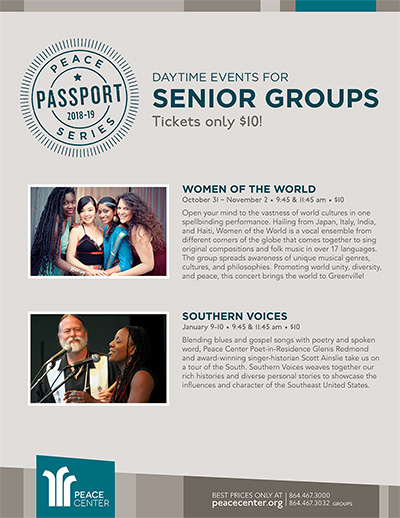 PEACE
PASSPORT
2018-19
SERIES
DAYTIME EVENTS FOR
SENIOR GROUPS
Tickets only $10!
WOMEN OF THE WORLD
October 31 – November 2 • 9:45 & 11:45 am • $10
Open your mind to the vastness of world cultures in one
spellbinding performance. Hailing from Japan, Italy, India,
and Haiti, Women of the World is a vocal ensemble from
different corners of the globe that comes together to sing
original compositions and folk music in over 17 languages.
The group spreads awareness of unique musical genres,
cultures, and philosophies. Promoting world unity, diversity,
and peace, this concert brings the world to Greenville!
SOUTHERN VOICES
January 9-10 • 9:45 & 11:45 am • $10
Blending blues and gospel songs with poetry and spoken
word, Peace Center Poet-in-Residence Glenis Redmond
and award-winning singer-historian Scott Ainslie take us on
a tour of the South. Southern Voices weaves together our
rich histories and diverse personal stories to showcase the
influences and character of the Southeast United States.
PEACE
CENTER
BEST PRICES ONLY AT | 864.467.3000
peacecenter.org | 864.467.3032 GROUPS